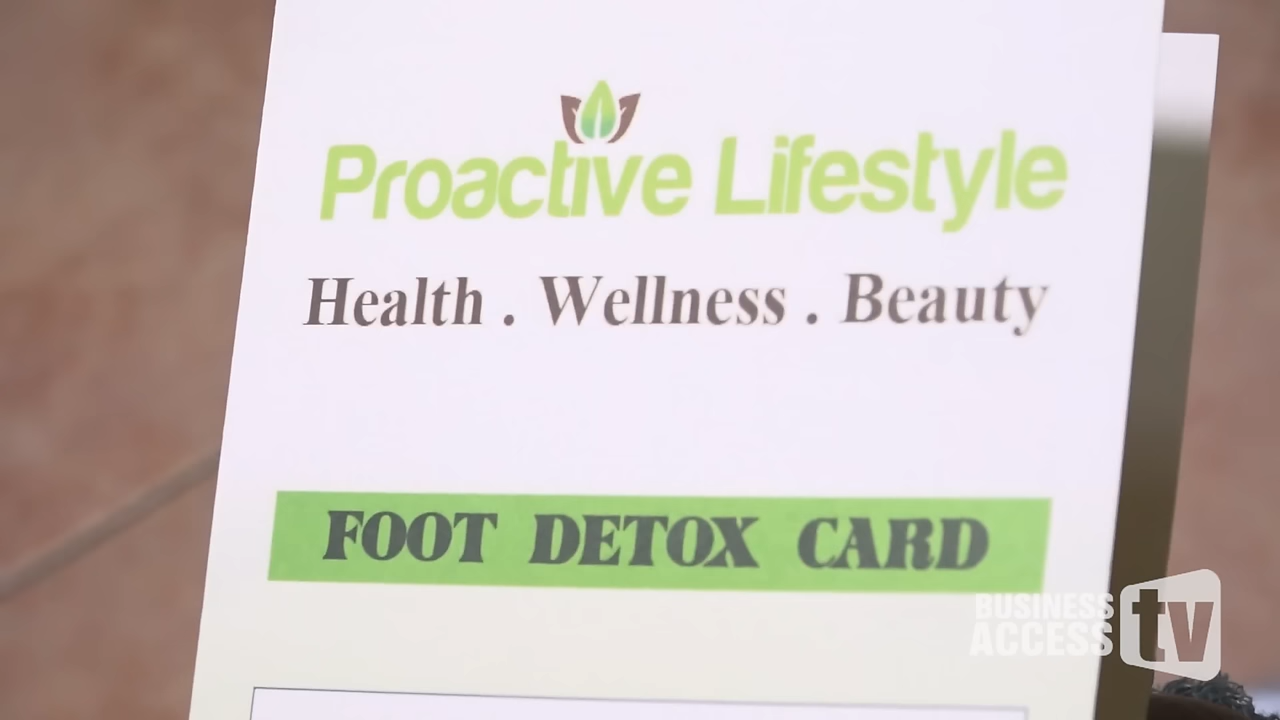 Proactive Lifestyle
Health . Wellness . Beauty
FOOT DETOX CARD
BUSINESS
ACCESS
tv